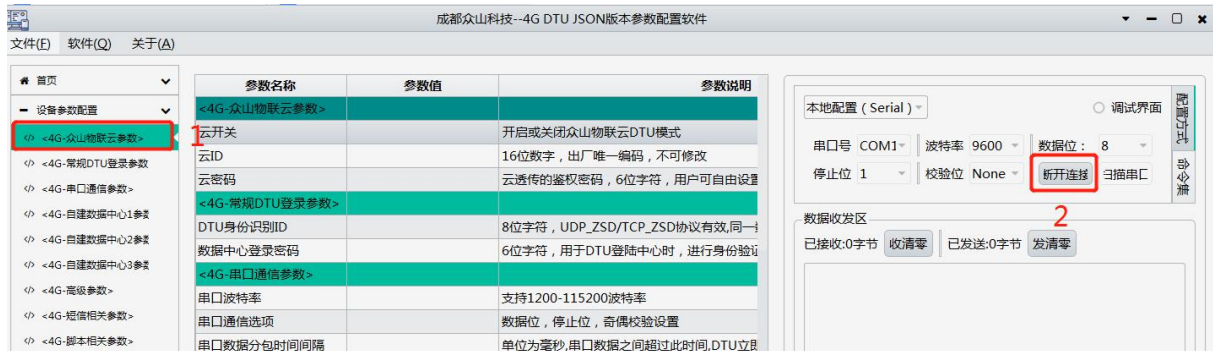 成都众山科技--4G DTU JSON版本参数配置软件
文件(F) 软件(Q) 关于(A)
首页
设备参数配置
<4G-众山物联云参数>
<4G-常规DTU登录参数
<4G-串口通信参数>
<4G-自建数据中心1参数
<4G-自建数据中心2参数
<4G-自建数据中心3参数
<4G-高级参数>
<4G-短信相关参数>
<4G-脚本相关参数>
1
参数名称 参数值 参数说明
<4G-众山物联云参数>
云开关 开启或关闭众山物联云DTU模式
云ID 16位数字，出厂唯一编码，不可修改
云密码 云透传的鉴权密码，6位字符，用户可自由设置
<4G-常规DTU登录参数>
DTU身份识别ID 8位字符，UDP_ZSD/TCP_ZSD协议有效,同一
数据中心登录密码 6位字符，用于DTU登陆中心时，进行身份验证
<4G-串口通信参数>
串口波特率 支持1200-115200波特率
串口通信选项 数据位，停止位，奇偶校验设置
串口数据分包时间间隔 单位为毫秒,串口数据之间超过此时间,DTU立即
本地配置（Serial） 调试界面
串口号 COM1 波特率 9600 数据位： 8
停止位 1 校验位 None 断开连接 扫描串口
2
配置方式
命令集
数据收发区
已接收:0字节 收清零 已发送:0字节 发清零